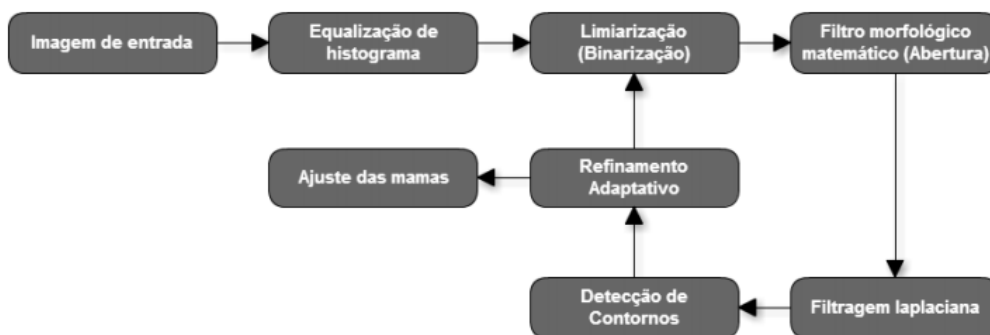 Imagem de entrada
Equalização de
histograma
Limiarização
(Binarização)
Filtro morfológico
matemático (Abertura)
Ajuste das mamas
Refinamento
Adaptativo
Detecção de
Contornos
Filtragem laplaciana